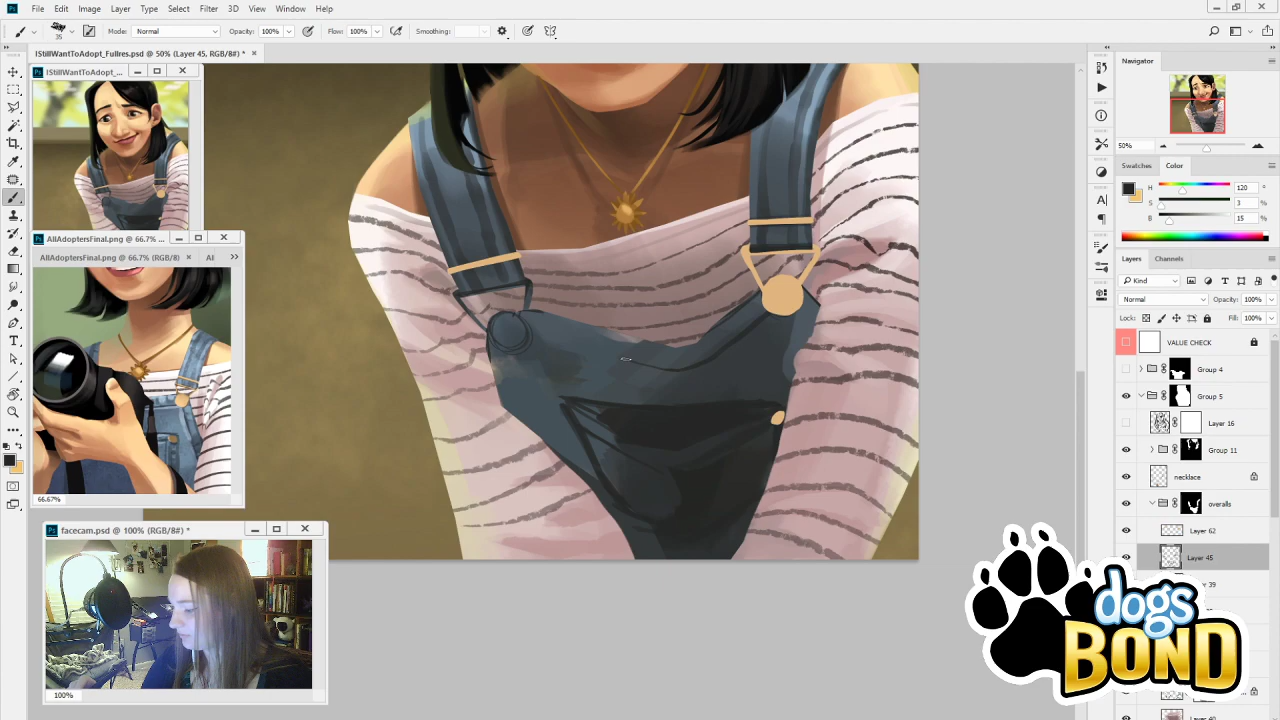 File Edit Image Layer Type Select Filter 3D View Window Help
35 Mode: Normal Opacity: 100% Flow: 100% Smoothing:
IStillWantToAdopt_Fullres.psd @ 50% (Layer 45, RGB/8#) *
IStillWantToAdopt_...
AllAdoptersFinal.png @ 66.7% ...
AllAdoptersFinal.png @ 66.7% (RGB/8)
Al
66.67%
facecam.psd @ 100% (RGB/8#) *
100%
Navigator
50%
Swatches Color
H 120 °
S 3 %
B 15 %
Layers Channels
Kind
Normal Opacity: 100%
Lock: Fill: 100%
VALUE CHECK
Group 4
Group 5
Layer 16
Group 11
necklace
overalls
Layer 62
Layer 45
39
dogs
BOND